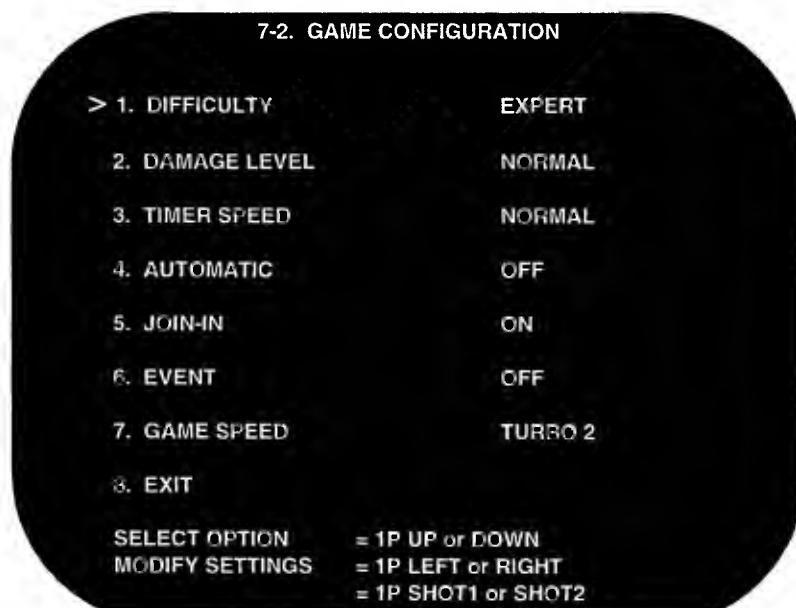 7-2. GAME CONFIGURATION
> 1. DIFFICULTY EXPERT
2. DAMAGE LEVEL NORMAL
3. TIMER SPEED NORMAL
4. AUTOMATIC OFF
5. JOIN-IN ON
6. EVENT OFF
7. GAME SPEED TURBO 2
8. EXIT
SELECT OPTION = 1P UP or DOWN
MODIFY SETTINGS = 1P LEFT or RIGHT
= 1P SHOT1 or SHOT2